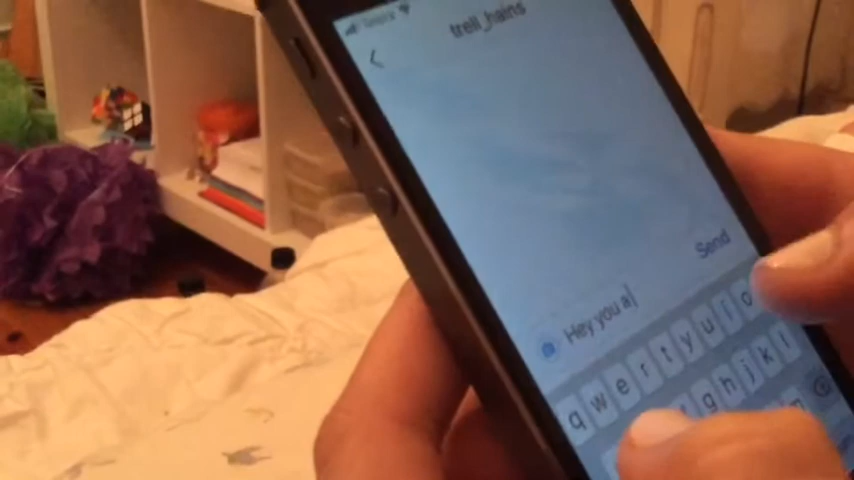 trell_hains
Send
Hey you a
q w e r t y u i o
g h j k l